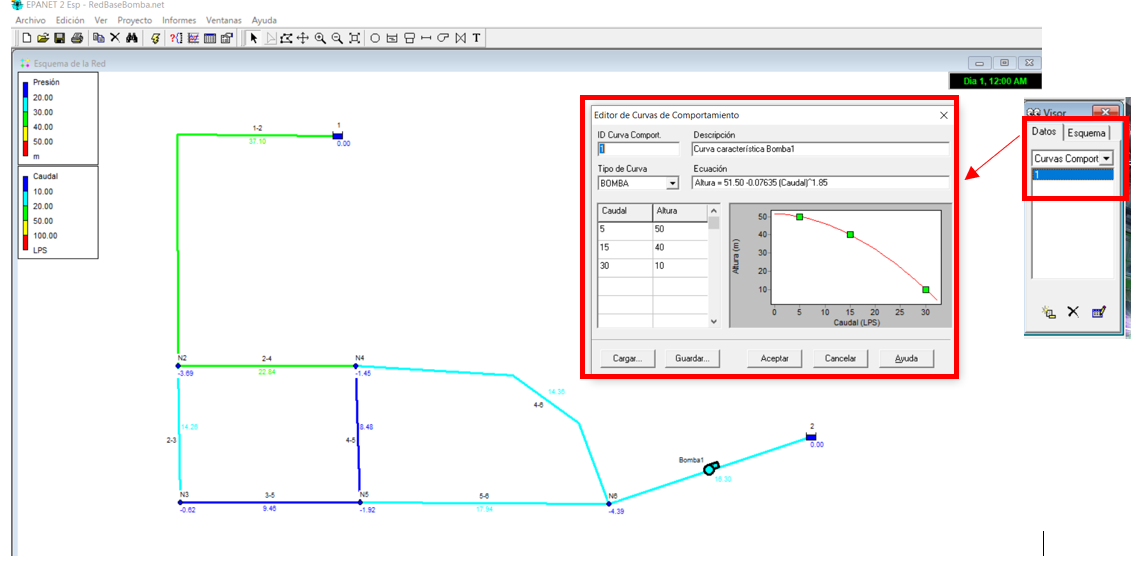 EPANET 2 Esp - RedBaseBomba.net
Archivo Edición Ver Proyecto Informes Ventanas Ayuda
Esquema de la Red
Día 1, 12:00 AM
Presión
20.00
30.00
40.00
50.00
m
Caudal
10.00
20.00
50.00
100.00
LPS
1-2
37.10
1
0.00
N2
-3.69
2-4
22.84
N4
-1.45
14.26
2-3
4-5
8.48
14.36
4-6
N3
-0.62
3-5
9.46
N5
-1.92
5-6
17.94
N6
-4.39
Bomba1
16.30
2
0.00
Editor de Curvas de Comportamiento
ID Curva Comport. Descripción
1 Curva característica Bomba1
Tipo de Curva Ecuación
BOMBA Altura = 51.50 -0.07635 (Caudal)^1.85
Caudal Altura
5 50
15 40
30 10
Altura (m)
50
40
30
20
10
0 5 10 15 20 25 30
Caudal (LPS)
Cargar... Guardar... Aceptar Cancelar Ayuda
Visor
Datos Esquema
Curvas Comport
1